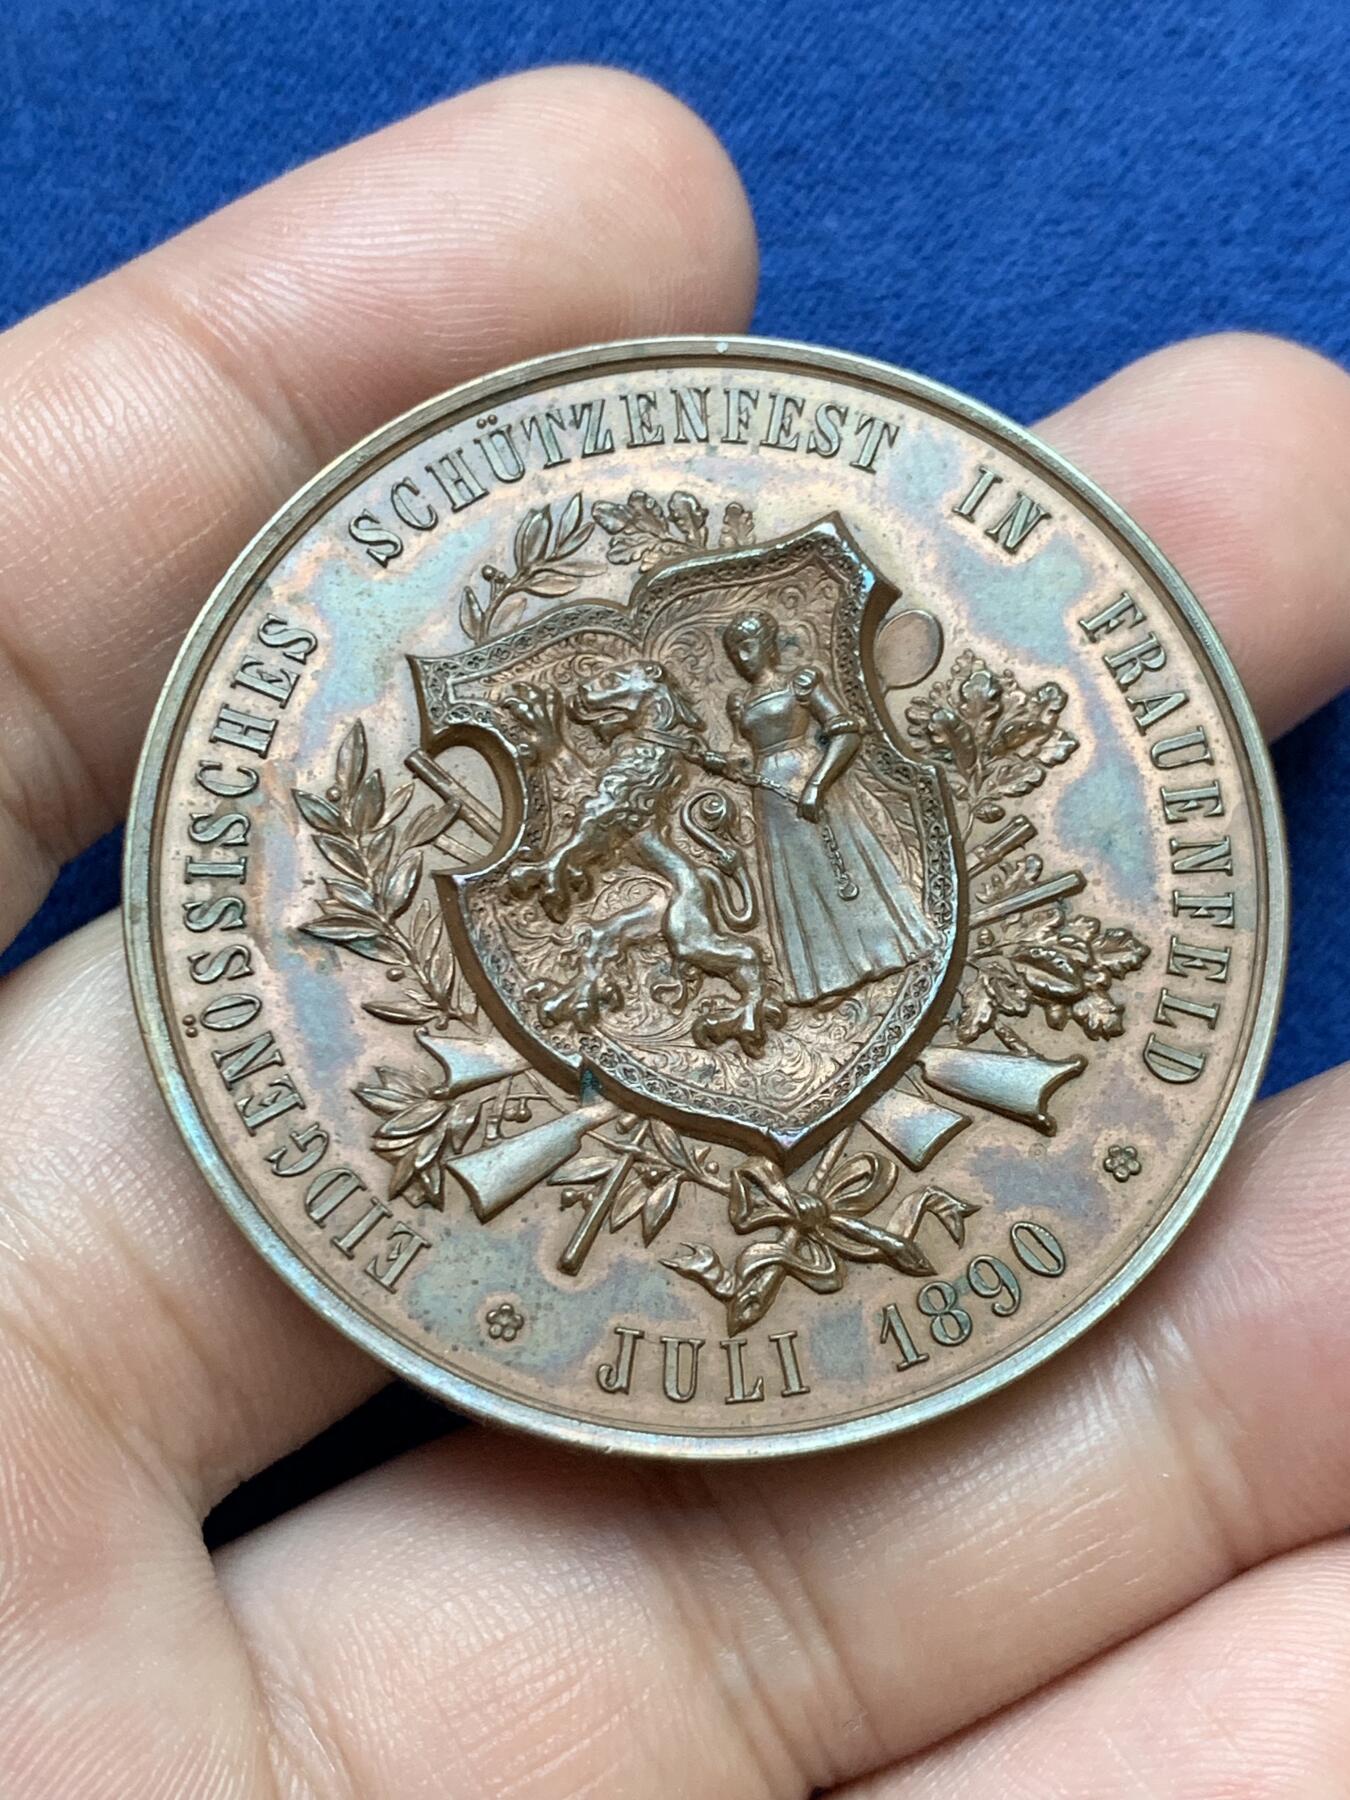 EIDGENÖSSISCHES SCHÜTZENFEST IN FRAUENFELD
JULI 1890